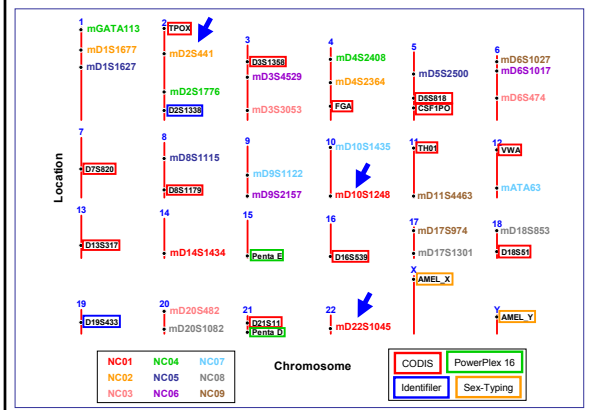 1 2 3 4 5 6
mGATA113 TPOX mD4S2408 mD6S1027
mD1S1677 mD2S441 D3S1358 mD5S2500 mD6S1017
mD1S1627 mD3S4529 mD4S2364
mD2S1776 D5S818 mD6S474
D2S1338 mD3S3053 FGA CSF1PO
7 8 9 10 11 12
mD10S1435 TH01 VWA
Location
mD8S1115
D7S820 mD9S1122
D8S1179 mD9S2157 mD10S1248 mD11S4463 mATA63
13 14 15 16 17 18
mD17S974 mD18S853
D13S317 mD14S1434 Penta E D16S539 mD17S1301 D18S51
X
AMEL_X
19 20 21 22 Y
mD20S482 AMEL_Y
D19S433 mD20S1082 D21S11 mD22S1045
Penta D
NC01 NC04 NC07
NC02 NC05 NC08
NC03 NC06 NC09
Chromosome
CODIS PowerPlex 16
Identifiler Sex-Typing